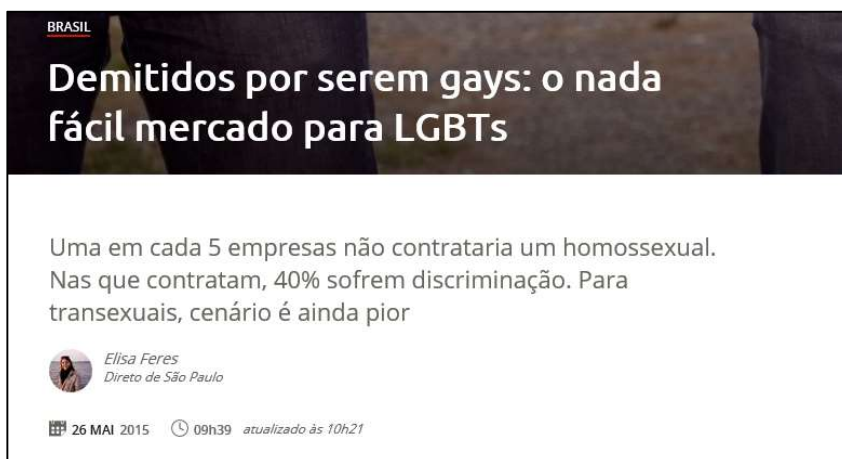 BRASIL
Demitidos por serem gays: o nada
fácil mercado para LGBTs
Uma em cada 5 empresas não contrataria um homossexual.
Nas que contratam, 40% sofrem discriminação. Para
transexuais, cenário é ainda pior
Elisa Feres
Direto de São Paulo
26 MAI 2015 09h39 atualizado às 10h21